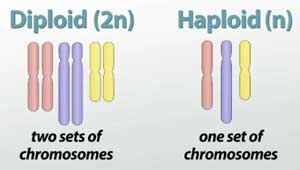 Diploid (2n)
Haploid (n)
two sets of
chromosomes
one set of
chromosomes